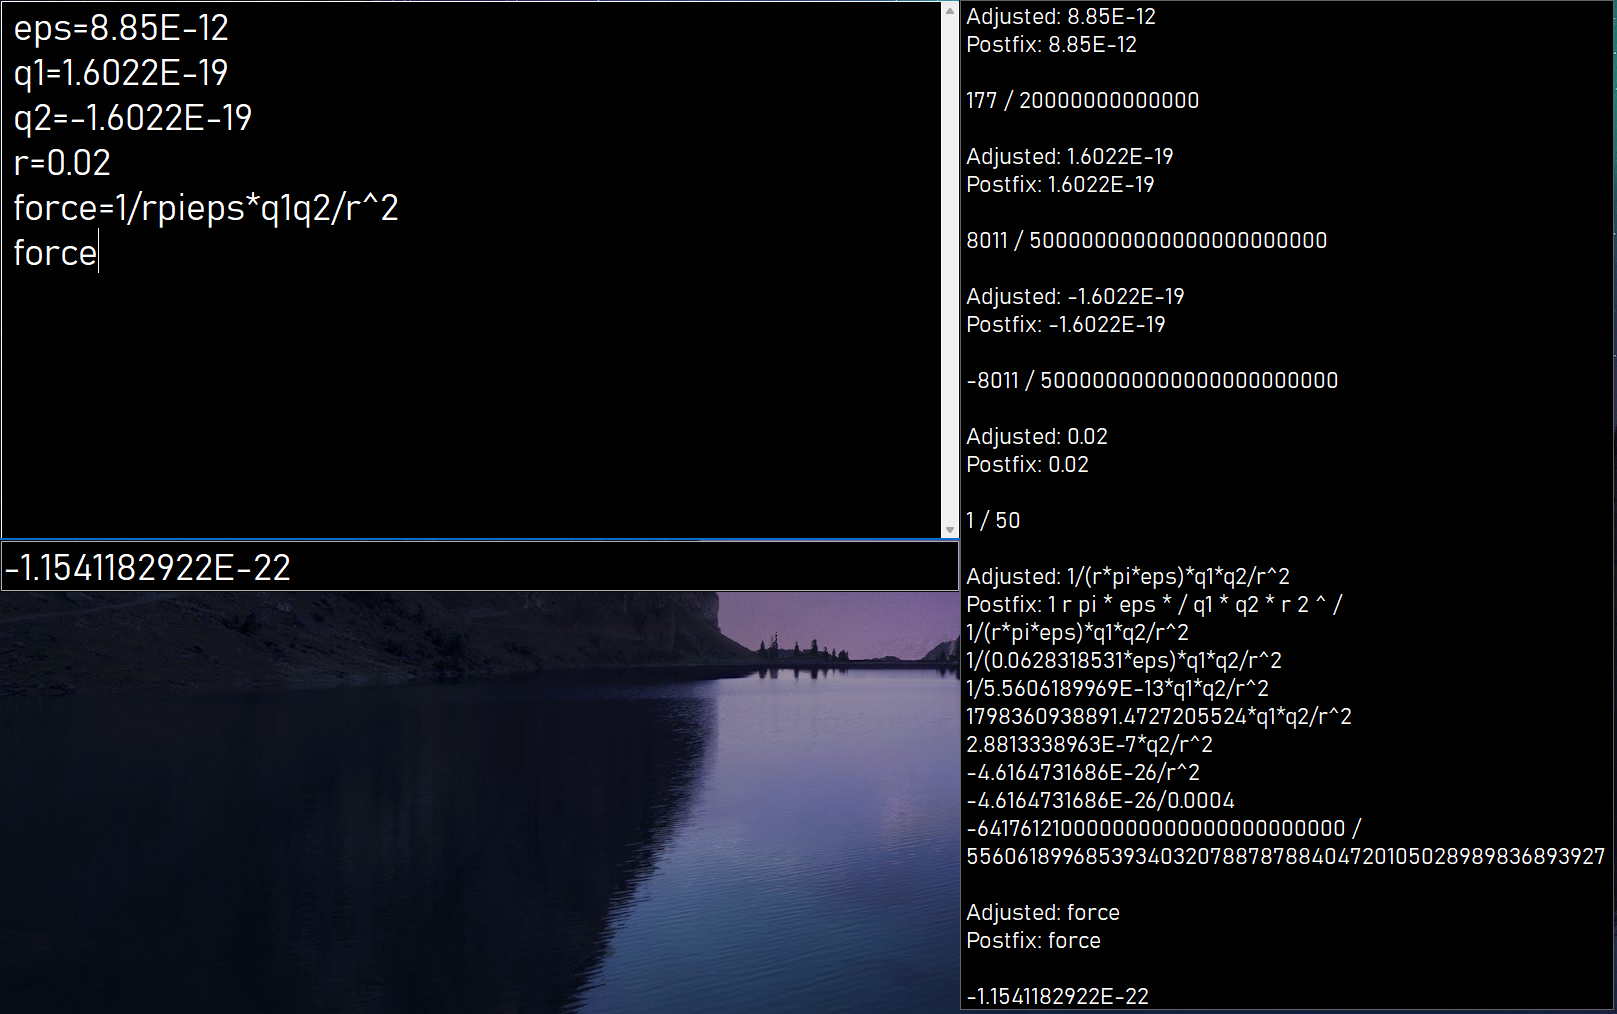 eps=8.85E-12
q1=1.6022E-19
q2=-1.6022E-19
r=0.02
force=1/rpieps*q1q2/r^2
force
-1.1541182922E-22
Adjusted: 8.85E-12
Postfix: 8.85E-12
177 / 20000000000000
Adjusted: 1.6022E-19
Postfix: 1.6022E-19
8011 / 50000000000000000000000
Adjusted: -1.6022E-19
Postfix: -1.6022E-19
-8011 / 50000000000000000000000
Adjusted: 0.02
Postfix: 0.02
1 / 50
Adjusted: 1/(r*pi*eps)*q1*q2/r^2
Postfix: 1 r pi * eps * / q1 * q2 * r 2 ^ /
1/(r*pi*eps)*q1*q2/r^2
1/(0.0628318531*eps)*q1*q2/r^2
1/5.5606189969E-13*q1*q2/r^2
1798360938891.4727205524*q1*q2/r^2
2.8813338963E-7*q2/r^2
-4.6164731686E-26/r^2
-4.6164731686E-26/0.0004
-64176121000000000000000000000 /
5560618996853934032078878788404720105028989836893927
Adjusted: force
Postfix: force
-1.1541182922E-22